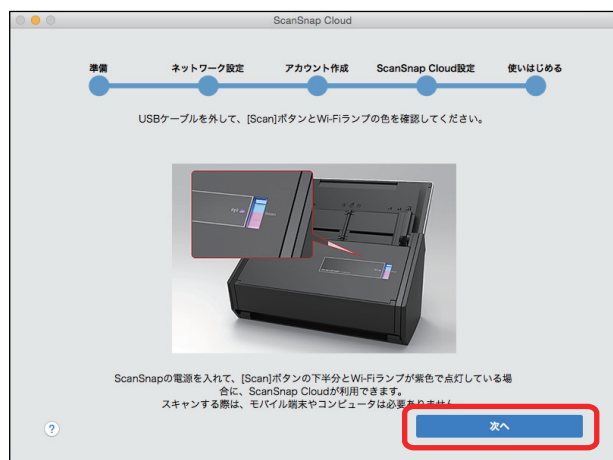 ScanSnap Cloud
準備 ネットワーク設定 アカウント作成 ScanSnap Cloud設定 使いはじめる
USBケーブルを外して、[Scan]ボタンとWi-Fiランプの色を確認してください。
ScanSnapの電源を入れて、[Scan]ボタンの下半分とWi-Fiランプが紫色で点灯している場
合に、ScanSnap Cloudが利用できます。
スキャンする際は、モバイル端末やコンピュータは必要ありません
?
次へ